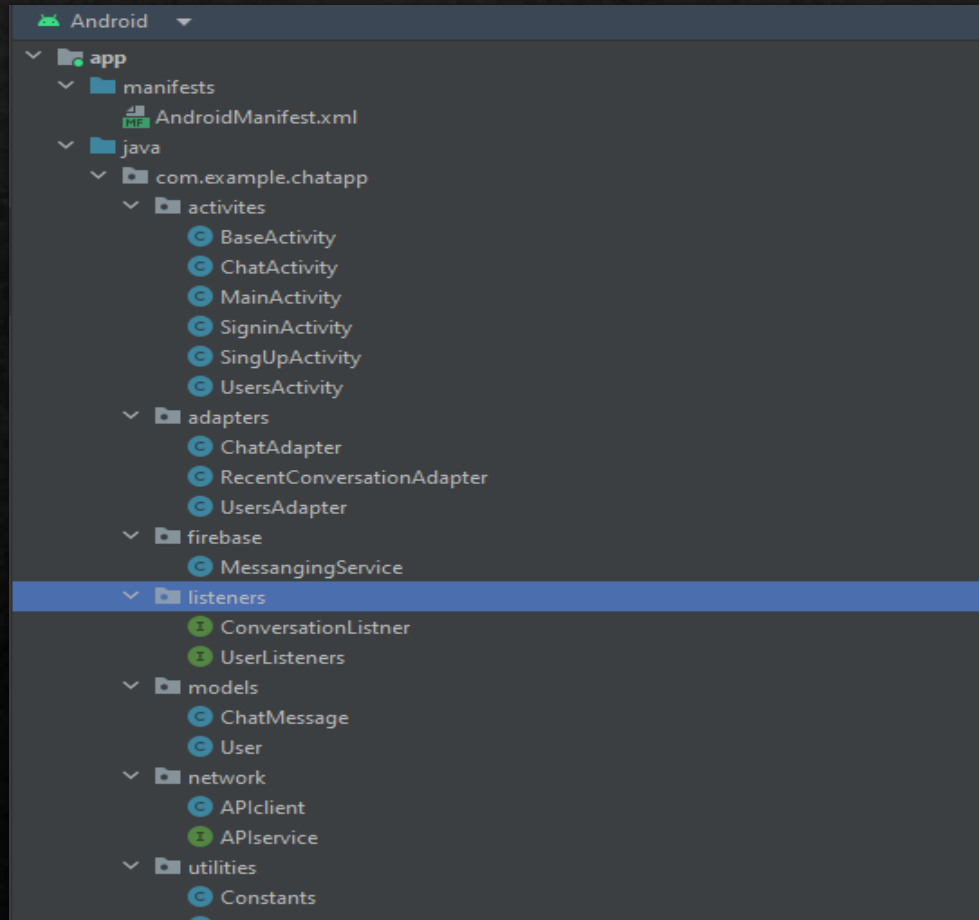 Android
app
manifests
MF AndroidManifest.xml
java
com.example.chatapp
activites
C BaseActivity
C ChatActivity
C MainActivity
C SigninActivity
C SingUpActivity
C UsersActivity
adapters
C ChatAdapter
C RecentConversationAdapter
C UsersAdapter
firebase
C MessangingService
listeners
I ConversationListner
I UserListeners
models
C ChatMessage
C User
network
C APIclient
I APIservice
utilities
C Constants